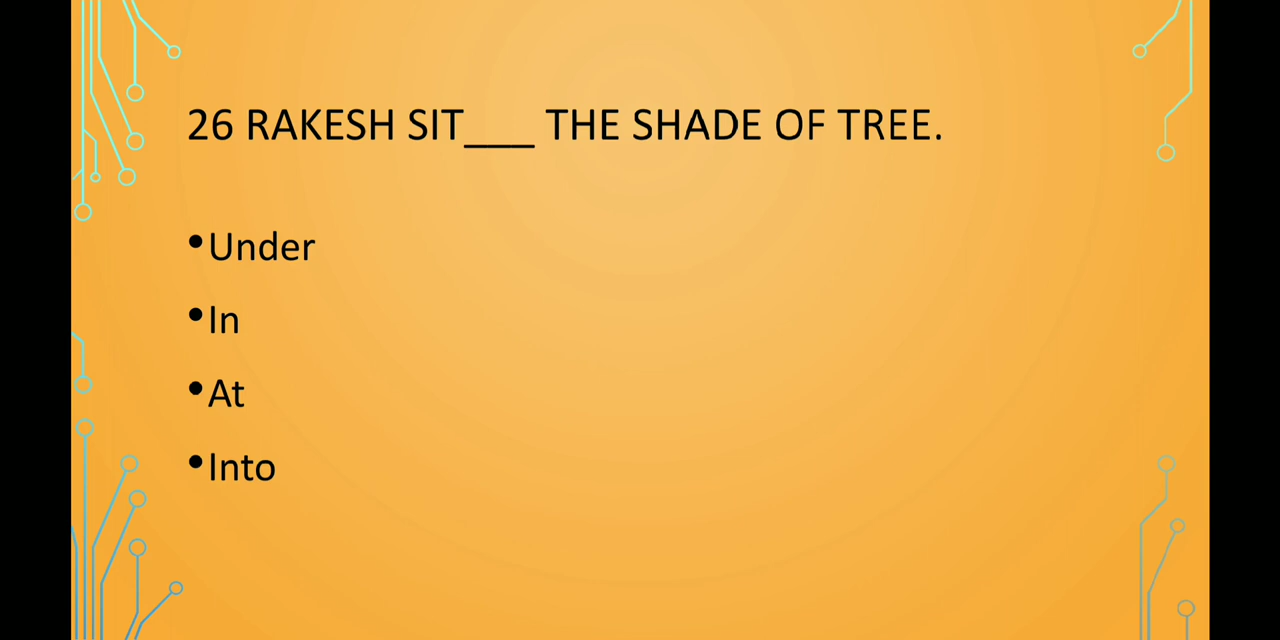 26 RAKESH SIT___ THE SHADE OF TREE.
•Under
•In
•At
•Into